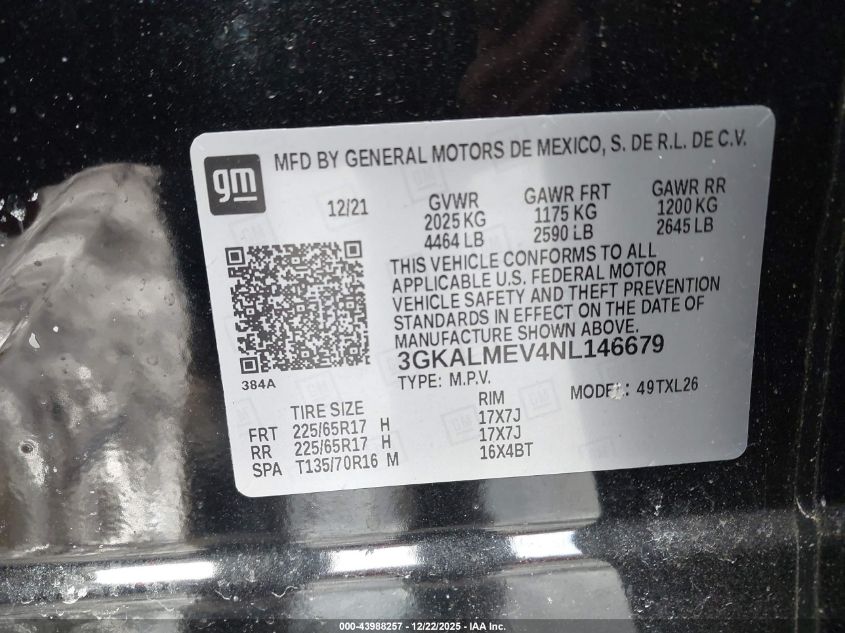 MFD BY GENERAL MOTORS DE MEXICO, S. DE R.L. DE C.V.
gm
12/21
GVWR GAWR FRT GAWR RR
2025 KG 1175 KG 1200 KG
4464 LB 2590 LB 2645 LB
THIS VEHICLE CONFORMS TO ALL
APPLICABLE U.S. FEDERAL MOTOR
VEHICLE SAFETY AND THEFT PREVENTION
STANDARDS IN EFFECT ON THE DATE OF
MANUFACTURE SHOWN ABOVE.
3GKALMEV4NL146679
384A
TYPE: M.P.V. MODEL: 49TXL26
TIRE SIZE RIM
FRT 225/65R17 H 17X7J
RR 225/65R17 H 17X7J
SPA T135/70R16 M 16X4BT
000-43988257 - 12/22/2025 - IAA Inc.